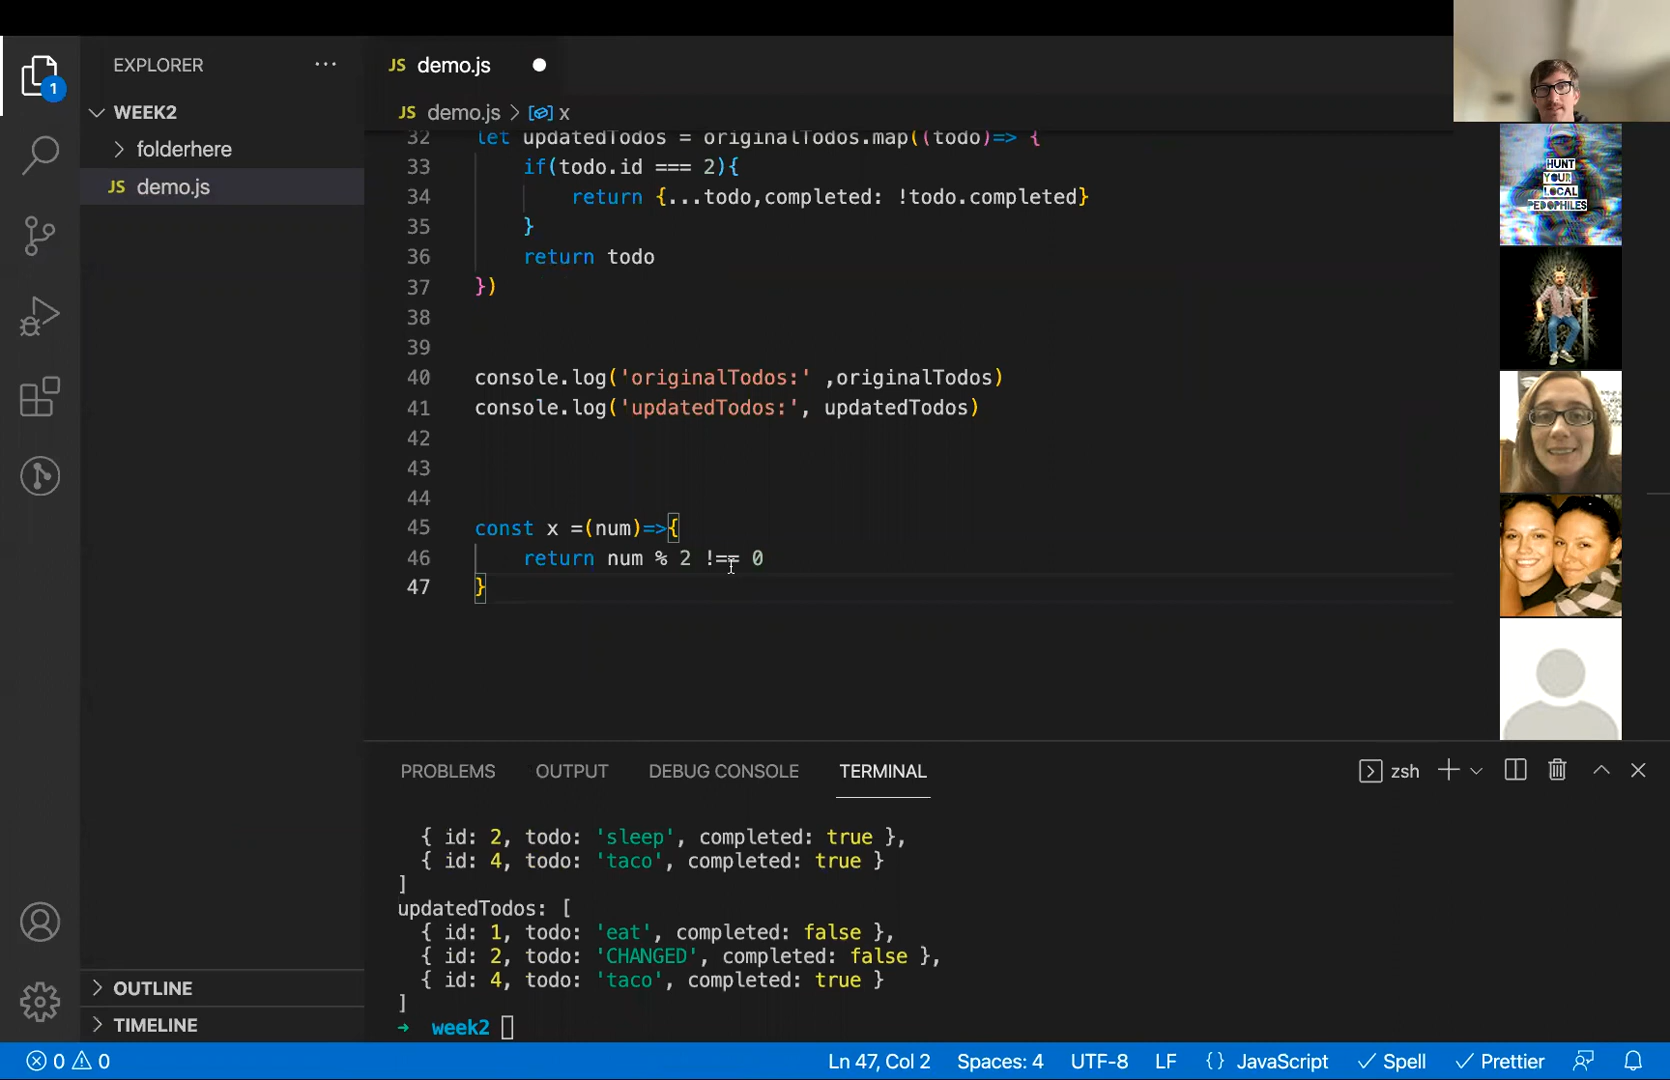 EXPLORER
WEEK2
folderhere
JS demo.js
JS demo.js
JS demo.js > x
32 let updatedTodos = originalTodos.map((todo)=> {
33 if(todo.id === 2){
34 return {...todo,completed: !todo.completed}
35 }
36 return todo
37 })
38
39
40 console.log('originalTodos:' ,originalTodos)
41 console.log('updatedTodos:', updatedTodos)
42
43
44
45 const x =(num)=>{
46 return num % 2 !== 0
47 }
HUNT
YOUR
LOCAL
PEDOPHILES
PROBLEMS OUTPUT DEBUG CONSOLE TERMINAL zsh
{ id: 2, todo: 'sleep', completed: true },
{ id: 4, todo: 'taco', completed: true }
]
updatedTodos: [
{ id: 1, todo: 'eat', completed: false },
{ id: 2, todo: 'CHANGED', completed: false },
{ id: 4, todo: 'taco', completed: true }
]
→ week2
OUTLINE
TIMELINE
1
0 0 Ln 47, Col 2 Spaces: 4 UTF-8 LF {} JavaScript ✓ Spell ✓ Prettier